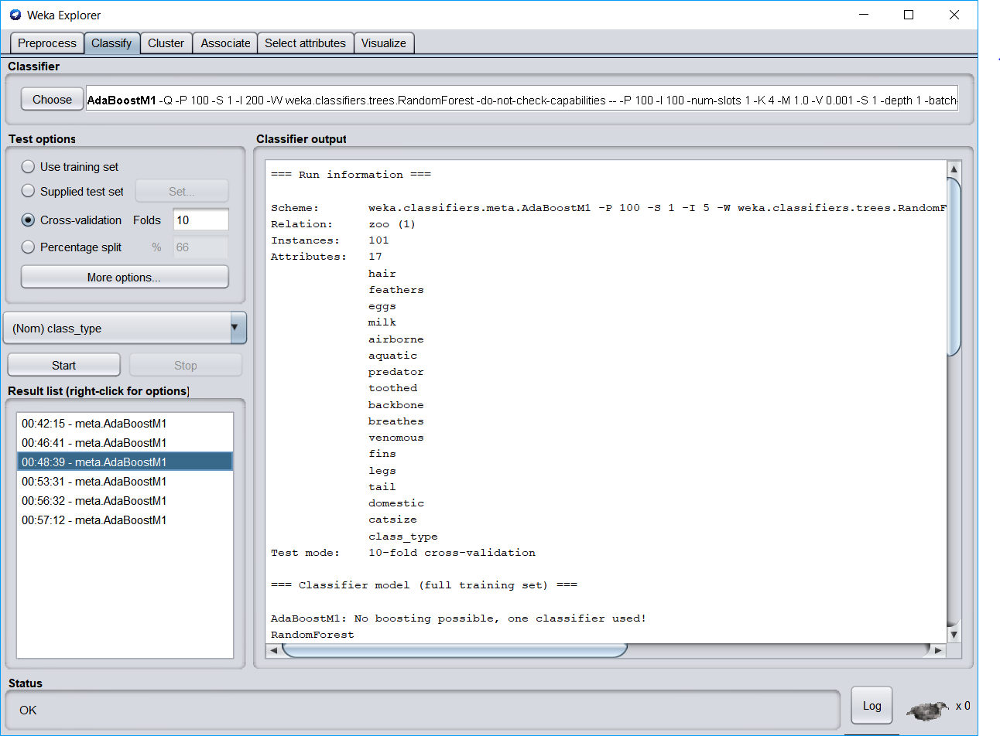 Weka Explorer
Preprocess Classify Cluster Associate Select attributes Visualize
Classifier
Choose AdaBoostM1 -Q -P 100 -S 1 -I 200 -W weka.classifiers.trees.RandomForest -do-not-check-capabilities -- -P 100 -I 100 -num-slots 1 -K 4 -M 1.0 -V 0.001 -S 1 -depth 1 -batch-
Test options
Use training set
Supplied test set Set...
Cross-validation Folds 10
Percentage split % 66
More options...
(Nom) class_type
Start Stop
Result list (right-click for options)
00:42:15 - meta.AdaBoostM1
00:46:41 - meta.AdaBoostM1
00:48:39 - meta.AdaBoostM1
00:53:31 - meta.AdaBoostM1
00:56:32 - meta.AdaBoostM1
00:57:12 - meta.AdaBoostM1
Classifier output
=== Run information ===
Scheme: weka.classifiers.meta.AdaBoostM1 -P 100 -S 1 -I 5 -W weka.classifiers.trees.RandomF
Relation: zoo (1)
Instances: 101
Attributes: 17
hair
feathers
eggs
milk
airborne
aquatic
predator
toothed
backbone
breathes
venomous
fins
legs
tail
domestic
catsize
class_type
Test mode: 10-fold cross-validation
=== Classifier model (full training set) ===
AdaBoostM1: No boosting possible, one classifier used!
RandomForest
Status
OK
Log x 0